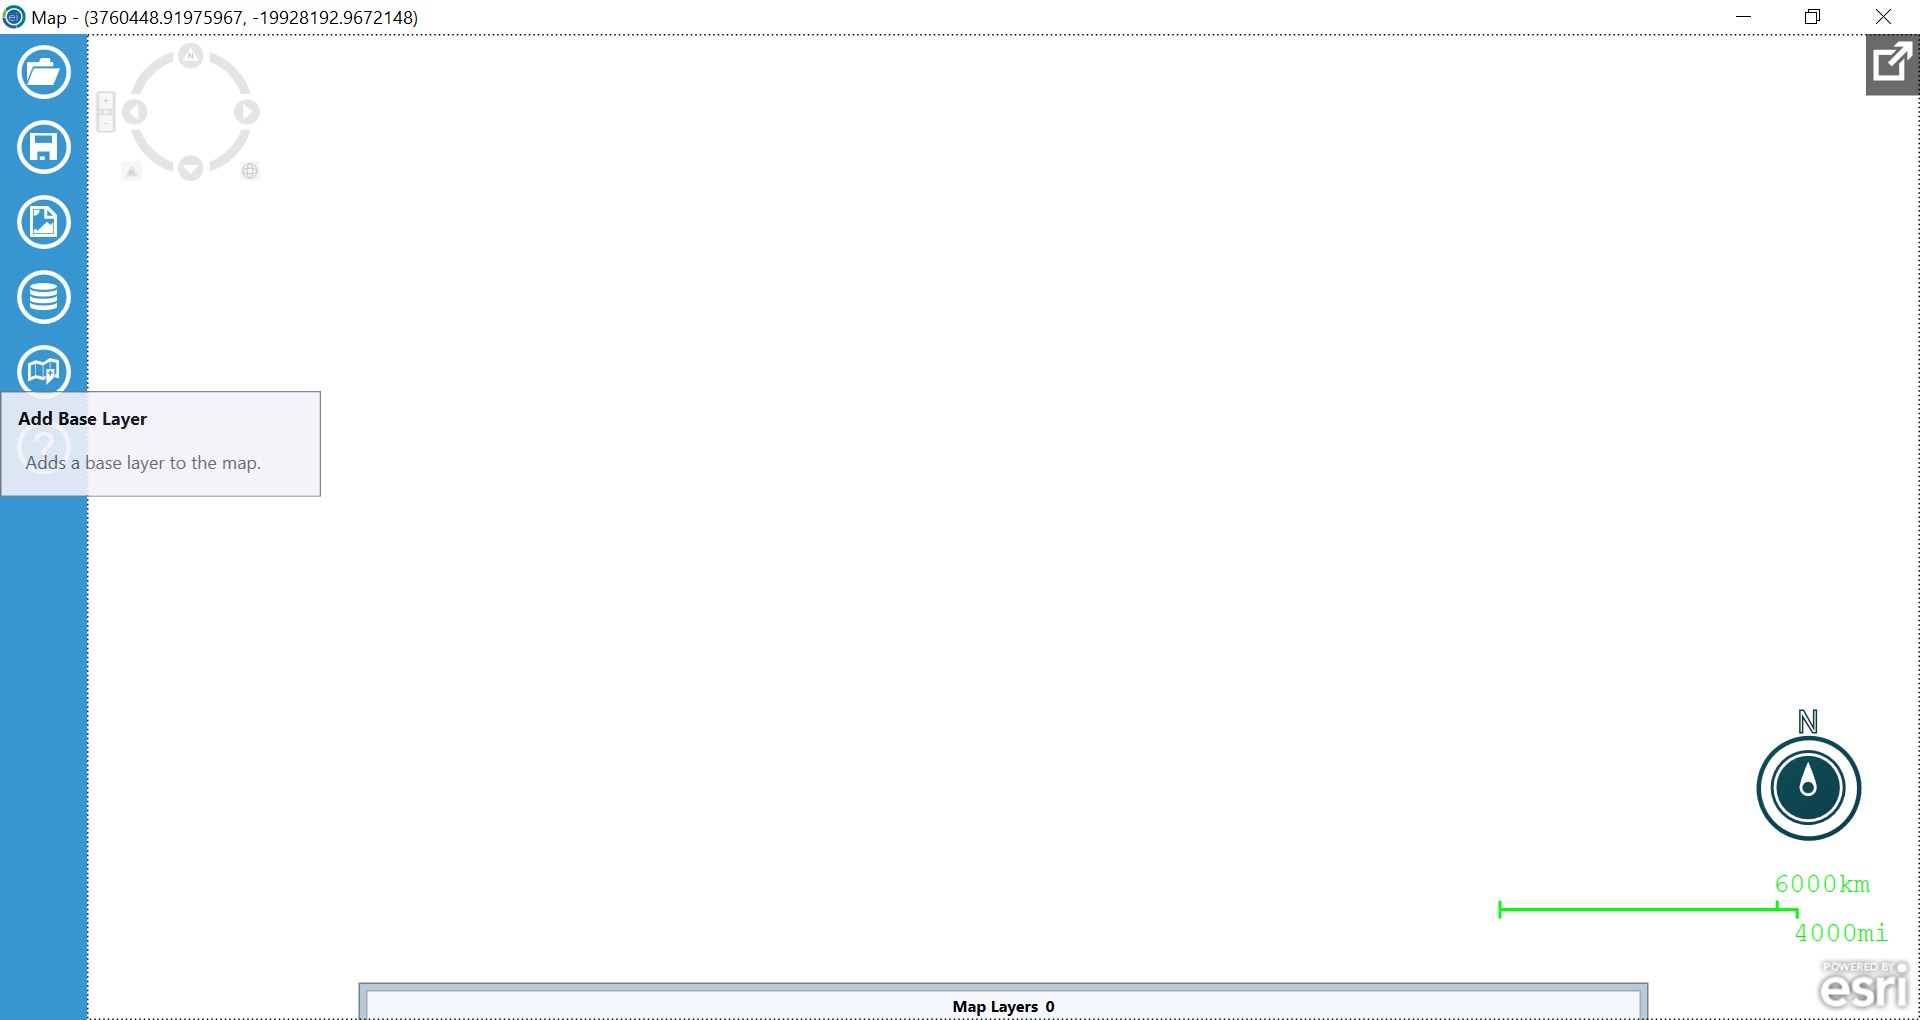 Map - (3760448.91975967, -19928192.9672148)
N
Add Base Layer
Adds a base layer to the map.
N
6000km
4000mi
POWERED BY
esri
Map Layers 0